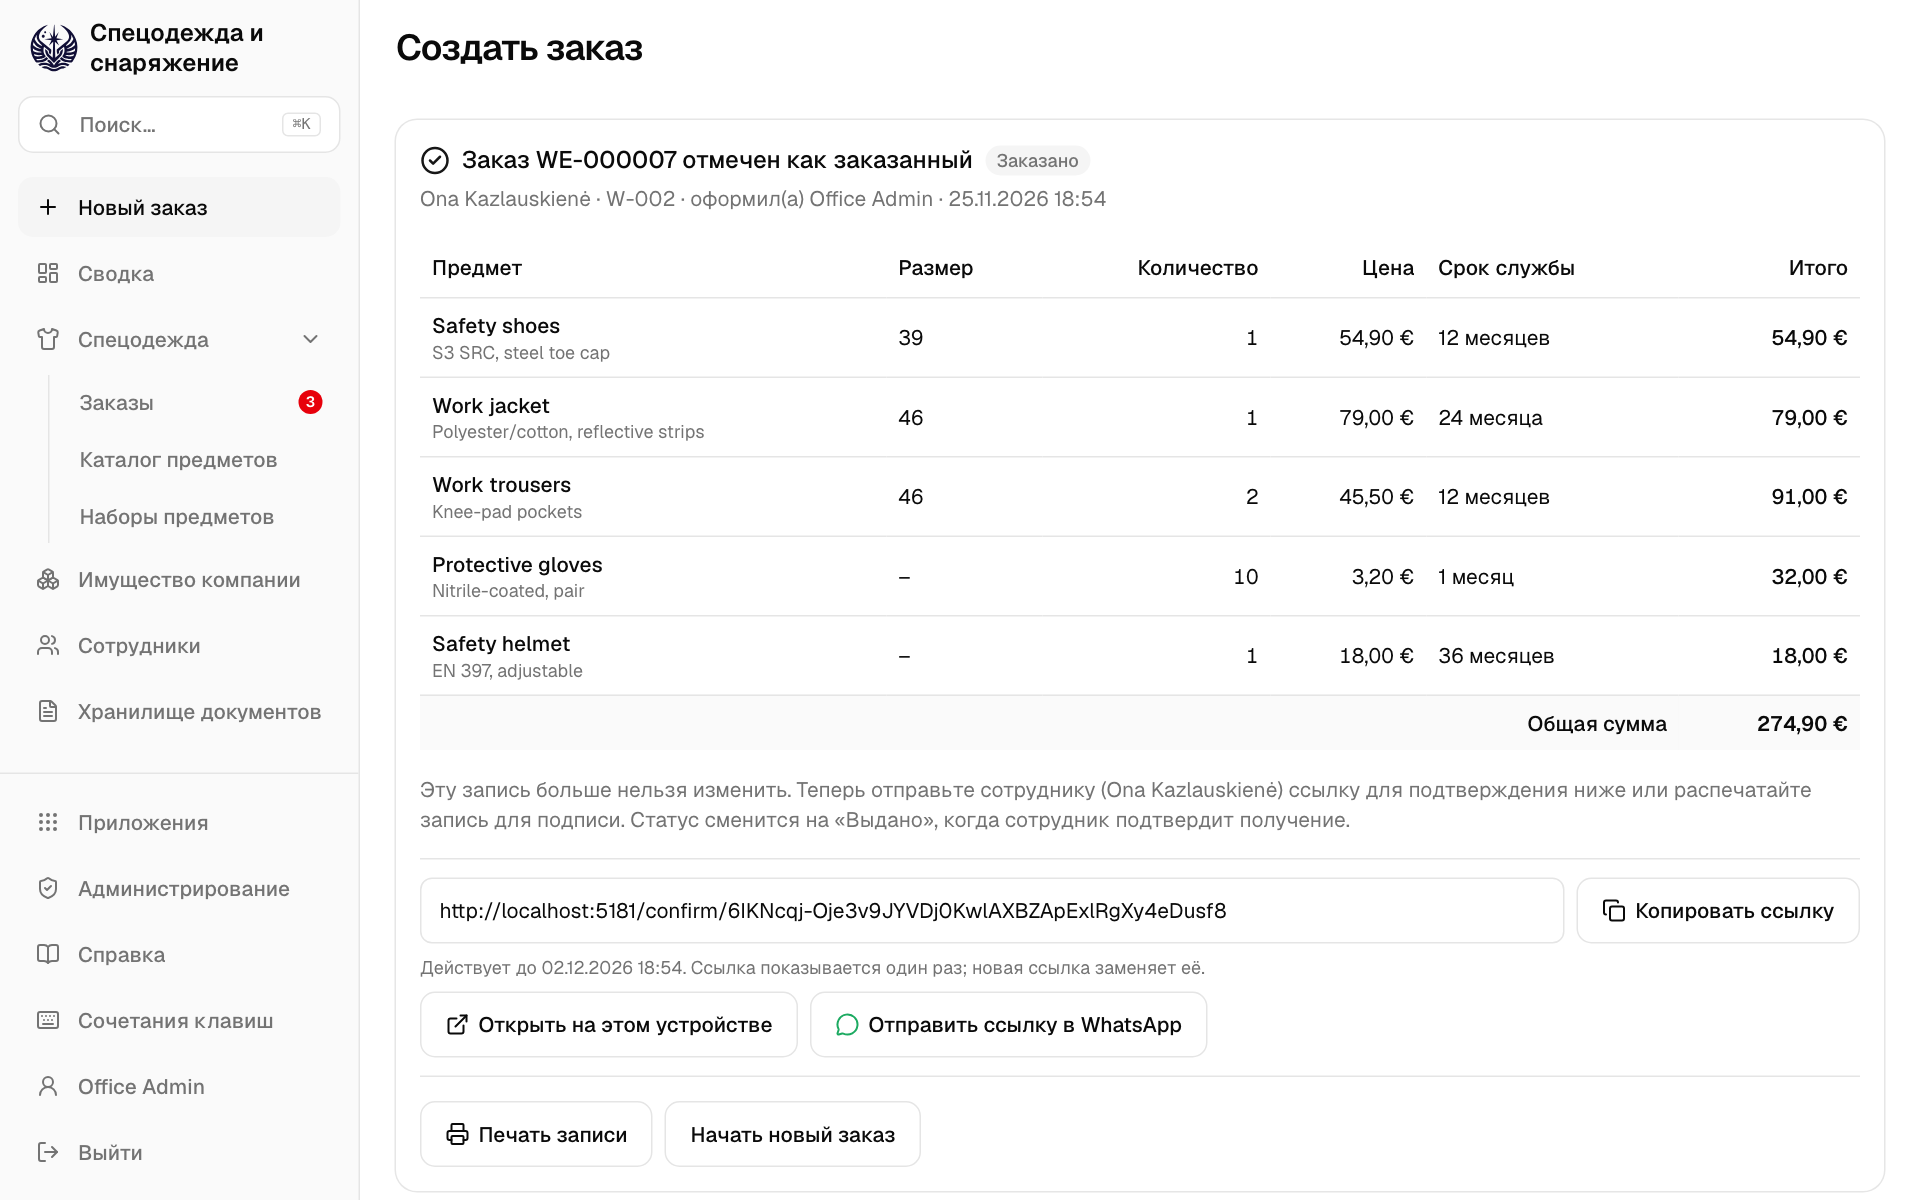 Спецодежда и
снаряжение
Поиск...
⌘K
Новый заказ
Сводка
Спецодежда
Заказы
3
Каталог предметов
Наборы предметов
Имущество компании
Сотрудники
Хранилище документов
Приложения
Администрирование
Справка
Сочетания клавиш
Office Admin
Выйти
Создать заказ
Заказ WE-000007 отмечен как заказанный
Заказано
Ona Kazlauskienė · W-002 · оформил(а) Office Admin · 25.11.2026 18:54
Предмет Размер Количество Цена Срок службы Итого
Safety shoes
S3 SRC, steel toe cap
39 1 54,90 € 12 месяцев 54,90 €
Work jacket
Polyester/cotton, reflective strips
46 1 79,00 € 24 месяца 79,00 €
Work trousers
Knee-pad pockets
46 2 45,50 € 12 месяцев 91,00 €
Protective gloves
Nitrile-coated, pair
– 10 3,20 € 1 месяц 32,00 €
Safety helmet
EN 397, adjustable
– 1 18,00 € 36 месяцев 18,00 €
Общая сумма 274,90 €
Эту запись больше нельзя изменить. Теперь отправьте сотруднику (Ona Kazlauskienė) ссылку для подтверждения ниже или распечатайте
запись для подписи. Статус сменится на «Выдано», когда сотрудник подтвердит получение.
http://localhost:5181/confirm/6IKNcqj-Oje3v9JYVDj0KwlAXBZApExlRgXy4eDusf8
Копировать ссылку
Действует до 02.12.2026 18:54. Ссылка показывается один раз; новая ссылка заменяет её.
Открыть на этом устройстве
Отправить ссылку в WhatsApp
Печать записи
Начать новый заказ